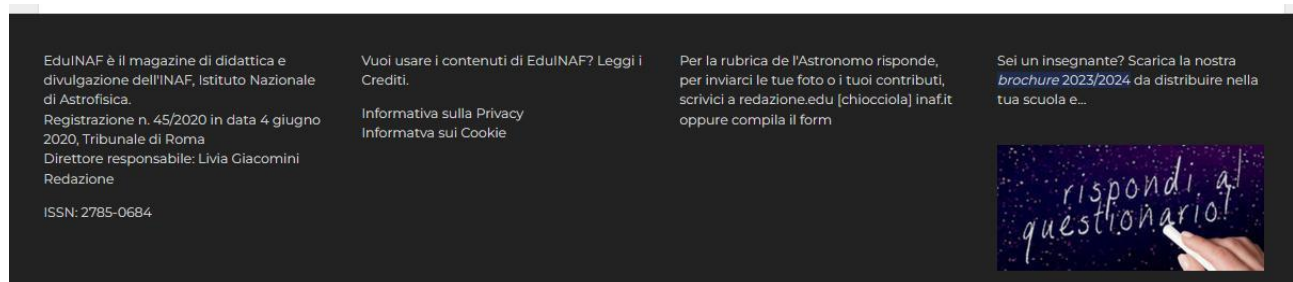 EduINAF è il magazine di didattica e
divulgazione dell'INAF, Istituto Nazionale
di Astrofisica.
Registrazione n. 45/2020 in data 4 giugno
2020, Tribunale di Roma
Direttore responsabile: Livia Giacomini
Redazione
ISSN: 2785-0684
Vuoi usare i contenuti di EduINAF? Leggi i
Crediti.
Informativa sulla Privacy
Informatva sui Cookie
Per la rubrica de l'Astronomo risponde,
per inviarci le tue foto o i tuoi contributi,
scrivici a redazione.edu [chiocciola] inaf.it
oppure compila il form
Sei un insegnante? Scarica la nostra
brochure 2023/2024 da distribuire nella
tua scuola e...
rispondi al
questionario!